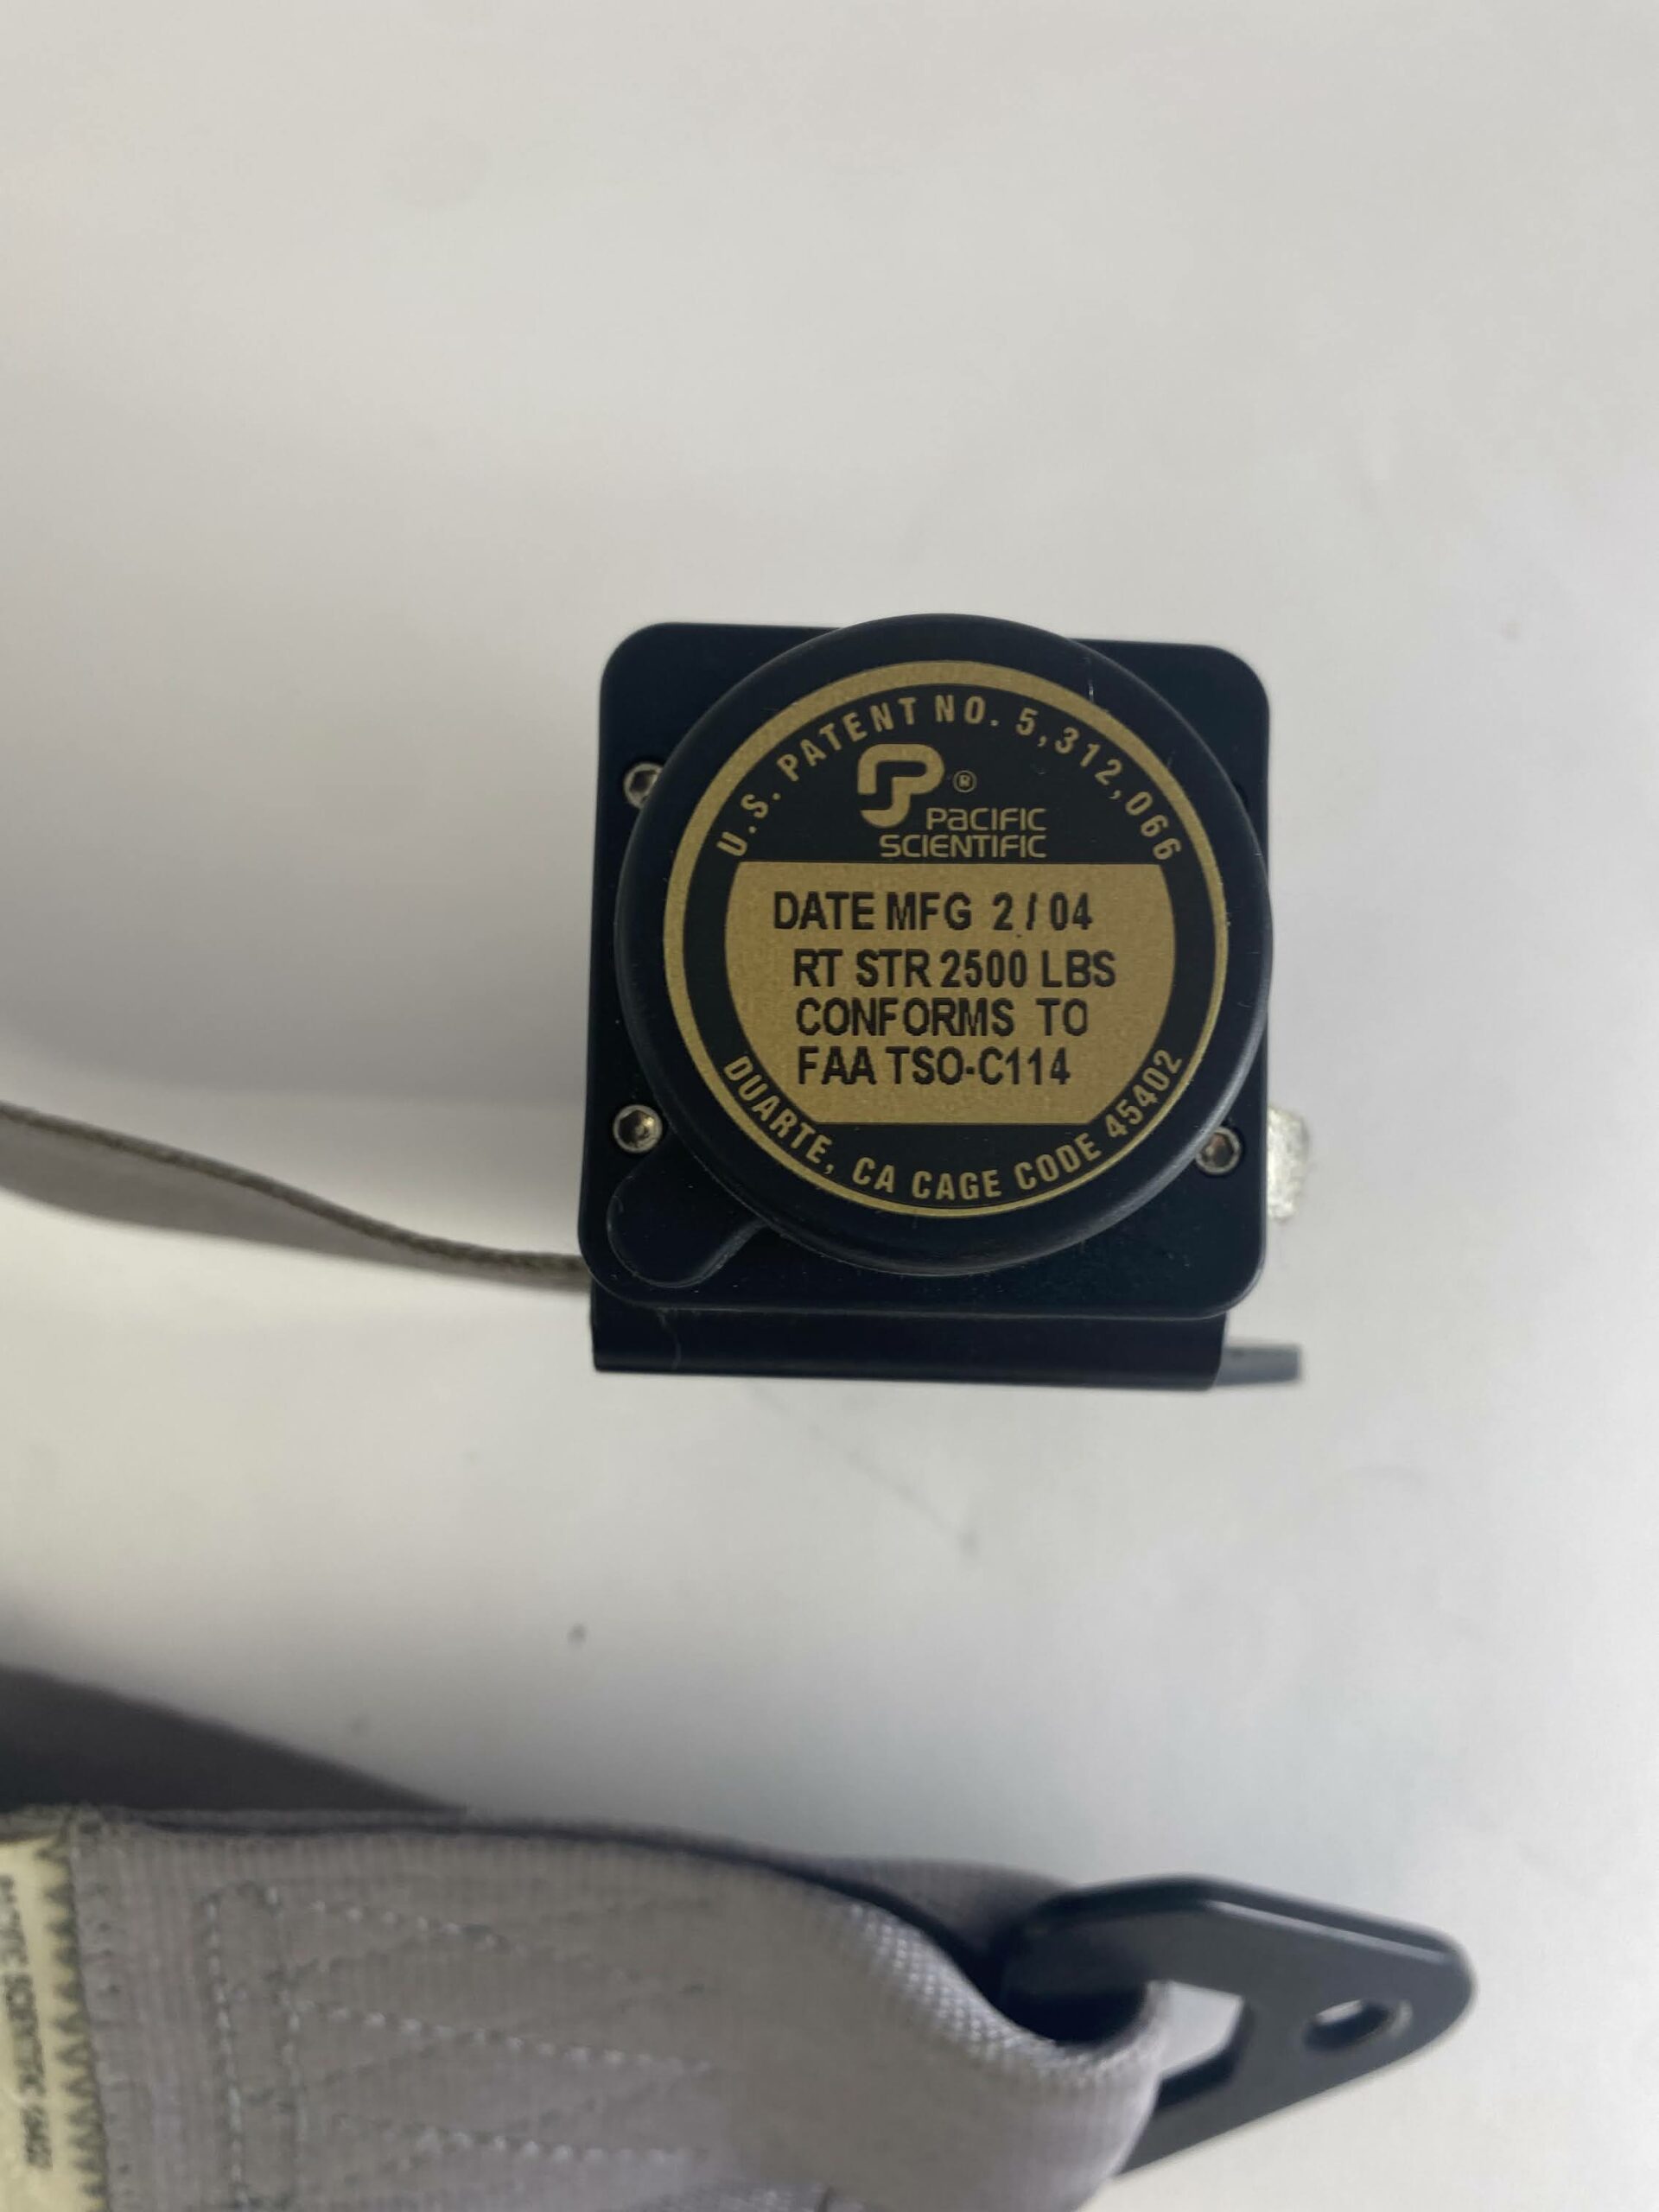 U.S. PATENT NO. 5,312,066
®
PACIFIC
SCIENTIFIC
DATE MFG 2/04
RT STR 2500 LBS
CONFORMS TO
FAA TSO-C114
DUARTE, CA CAGE CODE 45402
SCIENTIFIC